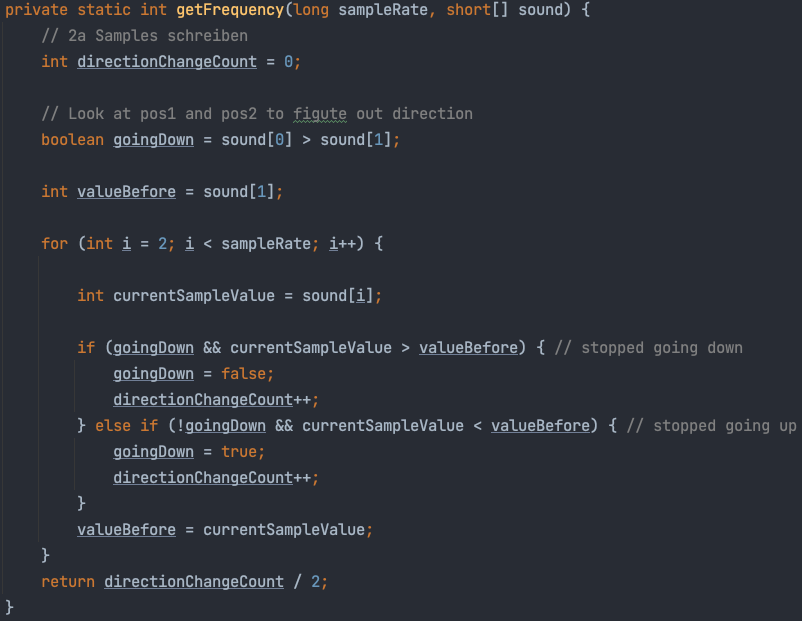 private static int getFrequency(long sampleRate, short[] sound) {
// 2a Samples schreiben
int directionChangeCount = 0;
// Look at pos1 and pos2 to figute out direction
boolean goingDown = sound[0] > sound[1];
int valueBefore = sound[1];
for (int i = 2; i < sampleRate; i++) {
int currentSampleValue = sound[i];
if (goingDown && currentSampleValue > valueBefore) { // stopped going down
goingDown = false;
directionChangeCount++;
} else if (!goingDown && currentSampleValue < valueBefore) { // stopped going up
goingDown = true;
directionChangeCount++;
}
valueBefore = currentSampleValue;
}
return directionChangeCount / 2;
}